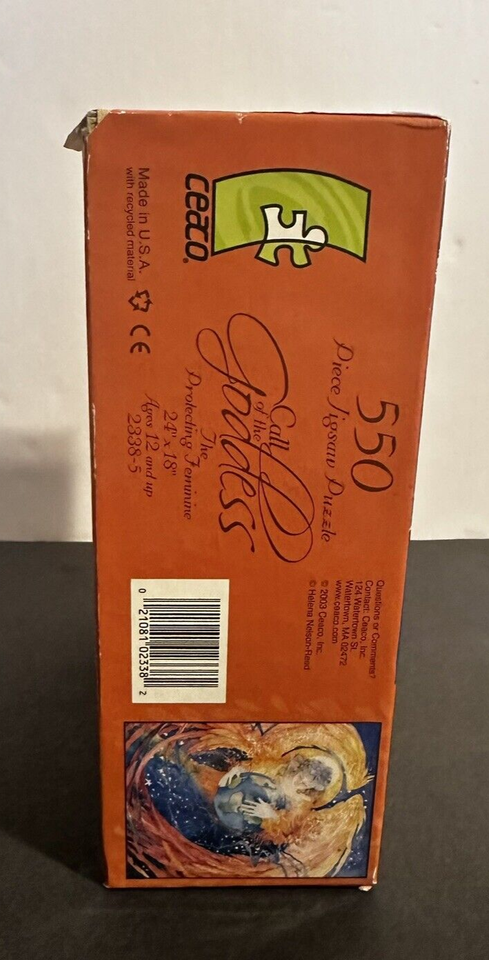 ceaco®
Made in U.S.A.
with recycled material
CE
550
Piece Jigsaw Puzzle
Call
of the
Goddess
The
Protecting Feminine
24" x 18"
Ages 12 and up
2338-5
Questions or Comments?
Contact: Ceaco, Inc.
124 Watertown St.
Watertown, MA 02472
www.ceaco.com
© 2003 Ceaco, Inc.
© Helena Nelson-Reed
0 21081 02338 2